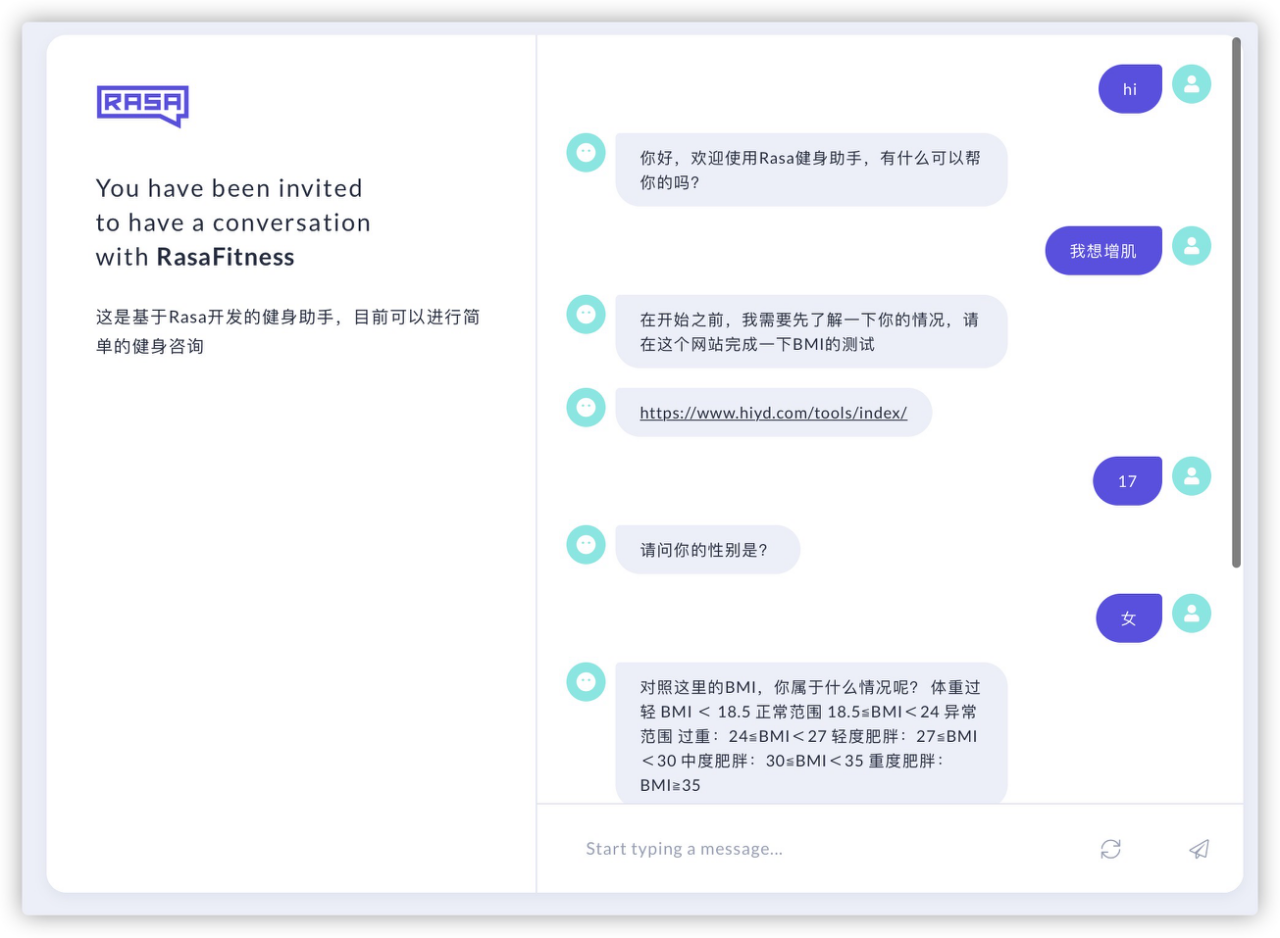 RASA
You have been invited
to have a conversation
with RasaFitness
这是基于Rasa开发的健身助手，目前可以进行简
单的健身咨询
hi
你好，欢迎使用Rasa健身助手，有什么可以帮
你的吗？
我想增肌
在开始之前，我需要先了解一下你的情况，请
在这个网站完成一下BMI的测试
https://www.hiyd.com/tools/index/
17
请问你的性别是？
女
对照这里的BMI，你属于什么情况呢？ 体重过
轻 BMI ＜ 18.5 正常范围 18.5≦BMI＜24 异常
范围 过重：24≦BMI＜27 轻度肥胖：27≦BMI
＜30 中度肥胖：30≦BMI＜35 重度肥胖：
BMI≧35
Start typing a message...